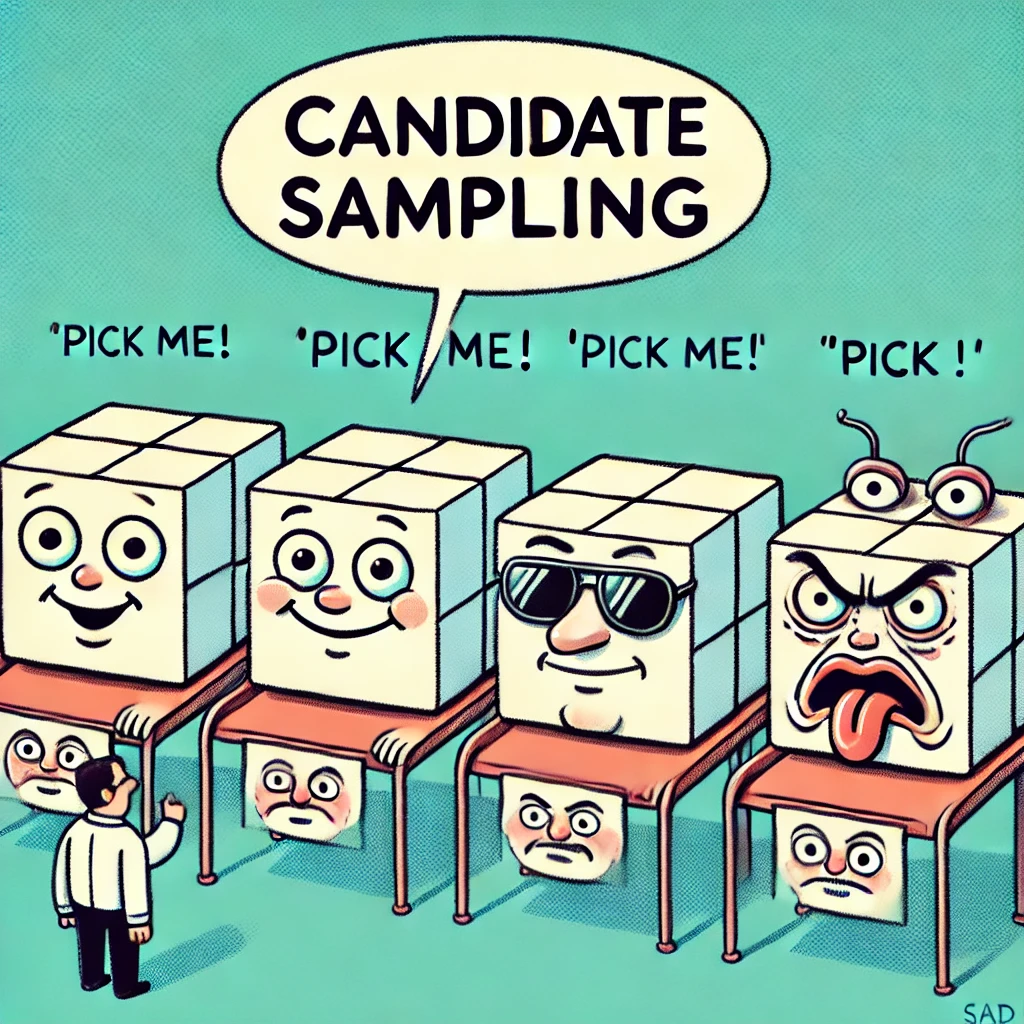 CANDIDATE
SAMPLING
"PICK ME! "PICK ME! 'PICK ME!' "PICK !'
SAD